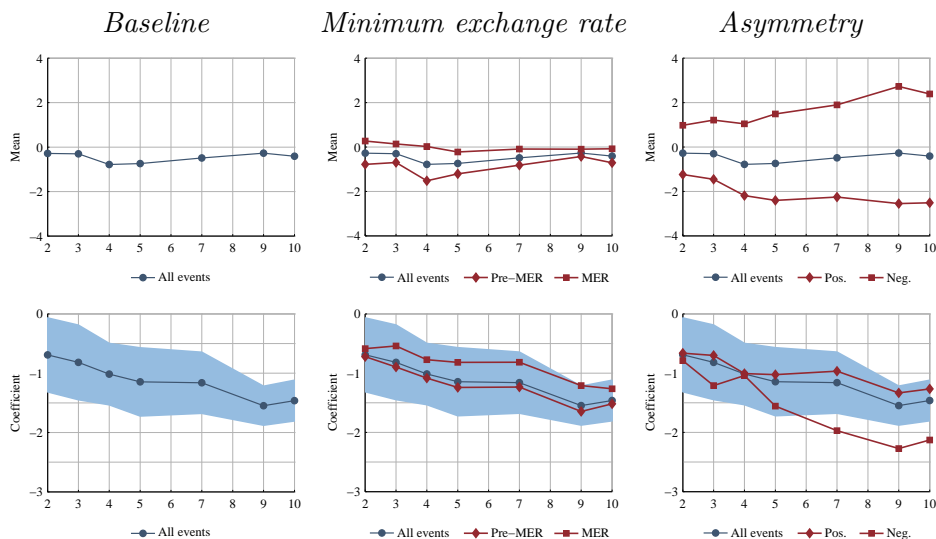 Baseline
Minimum exchange rate
Asymmetry
4
2
0
−2
−4
Mean
2 3 4 5 6 7 8 9 10
All events
4
2
0
−2
−4
Mean
2 3 4 5 6 7 8 9 10
All events Pre−MER MER
4
2
0
−2
−4
Mean
2 3 4 5 6 7 8 9 10
All events Pos. Neg.
0
−1
−2
−3
Coefficient
2 3 4 5 6 7 8 9 10
All events
0
−1
−2
−3
Coefficient
2 3 4 5 6 7 8 9 10
All events Pre−MER MER
0
−1
−2
−3
Coefficient
2 3 4 5 6 7 8 9 10
All events Pos. Neg.